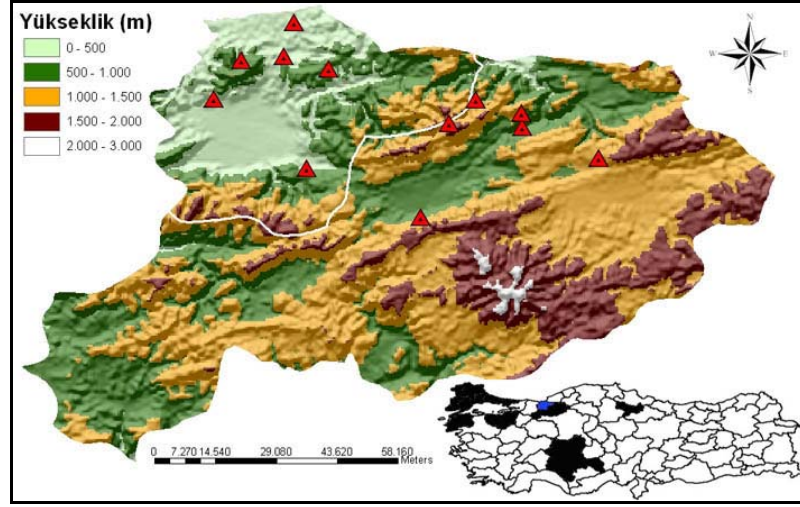 Yükseklik (m)
0 - 500
500 - 1.000
1.000 - 1.500
1.500 - 2.000
2.000 - 3.000
N
W
E
S
0 7.270 14.540 29.080 43.620 58.160
Meters